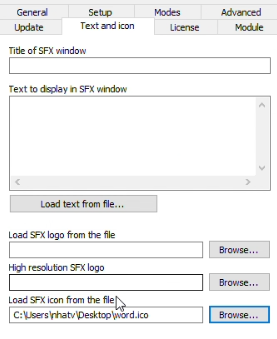 General Setup Modes Advanced
Update Text and icon License Module
Title of SFX window
Text to display in SFX window
Load text from file...
Load SFX logo from the file
Browse...
High resolution SFX logo
Browse...
Load SFX icon from the file
C:\Users\nhatv\Desktop\word.ico Browse...